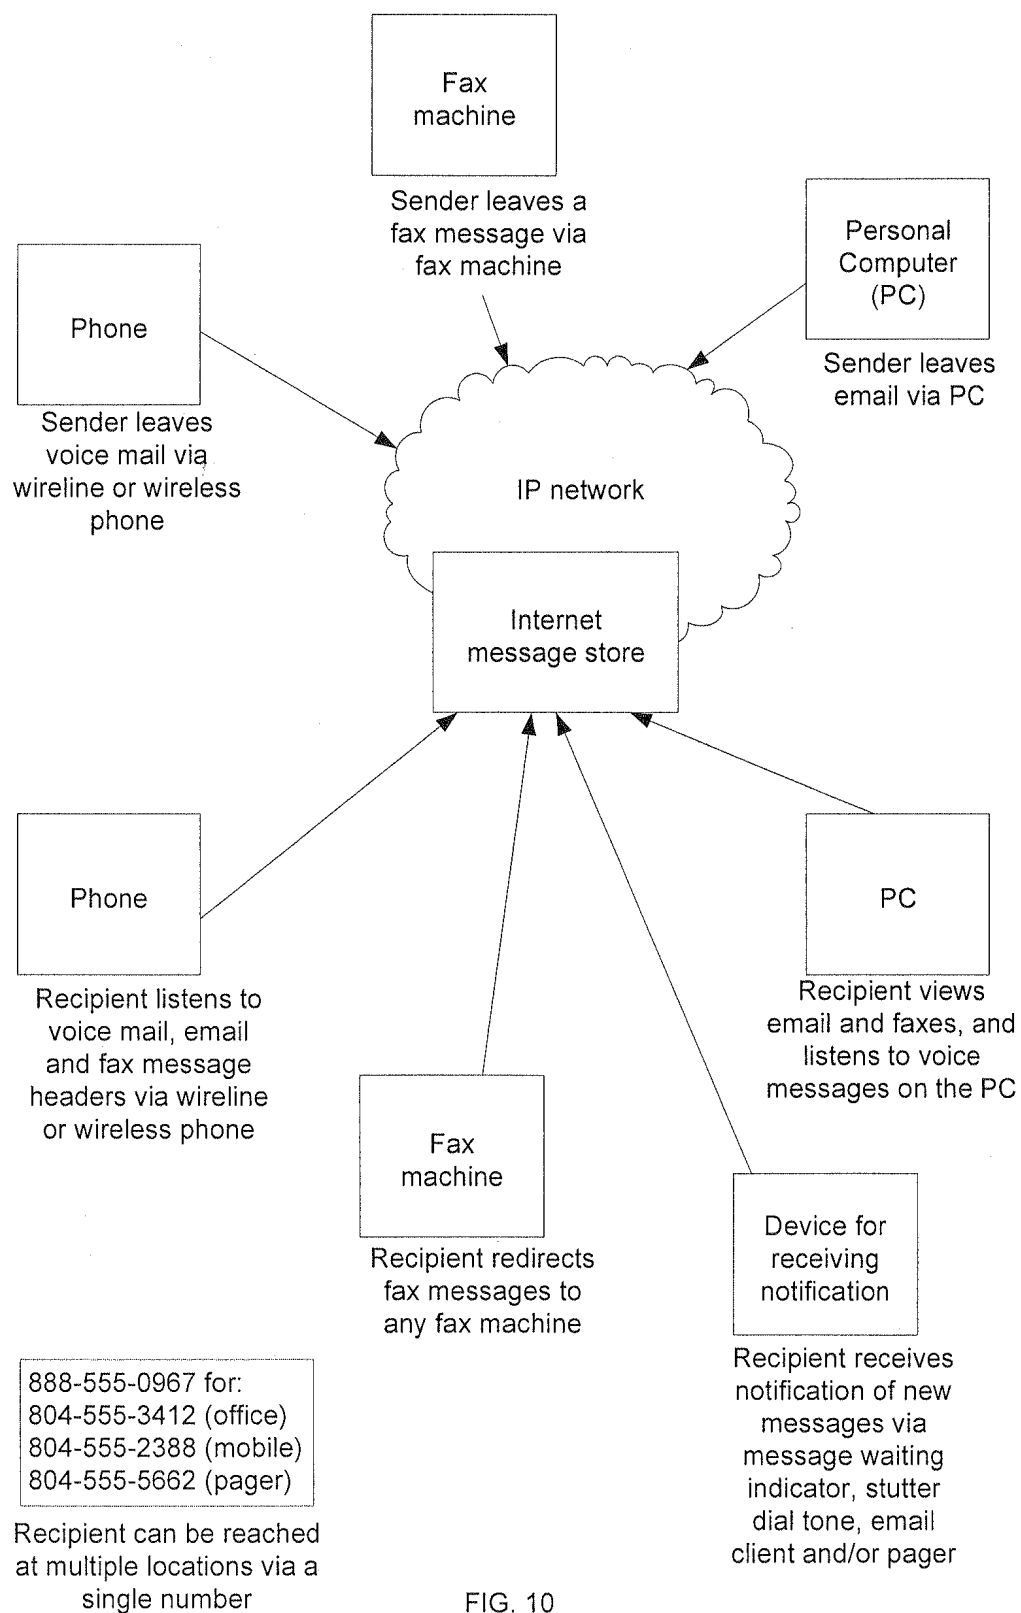 Fax
machine
Sender leaves a
fax message via
fax machine
Personal
Computer
(PC)
Sender leaves
email via PC
Phone
Sender leaves
voice mail via
wireline or wireless
phone
IP network
Internet
message store
Phone
Recipient listens to
voice mail, email
and fax message
headers via wireline
or wireless phone
PC
Recipient views
email and faxes, and
listens to voice
messages on the PC
Fax
machine
Recipient redirects
fax messages to
any fax machine
Device for
receiving
notification
Recipient receives
notification of new
messages via
message waiting
indicator, stutter
dial tone, email
client and/or pager
888-555-0967 for:
804-555-3412 (office)
804-555-2388 (mobile)
804-555-5662 (pager)
Recipient can be reached
at multiple locations via a
single number
FIG. 10